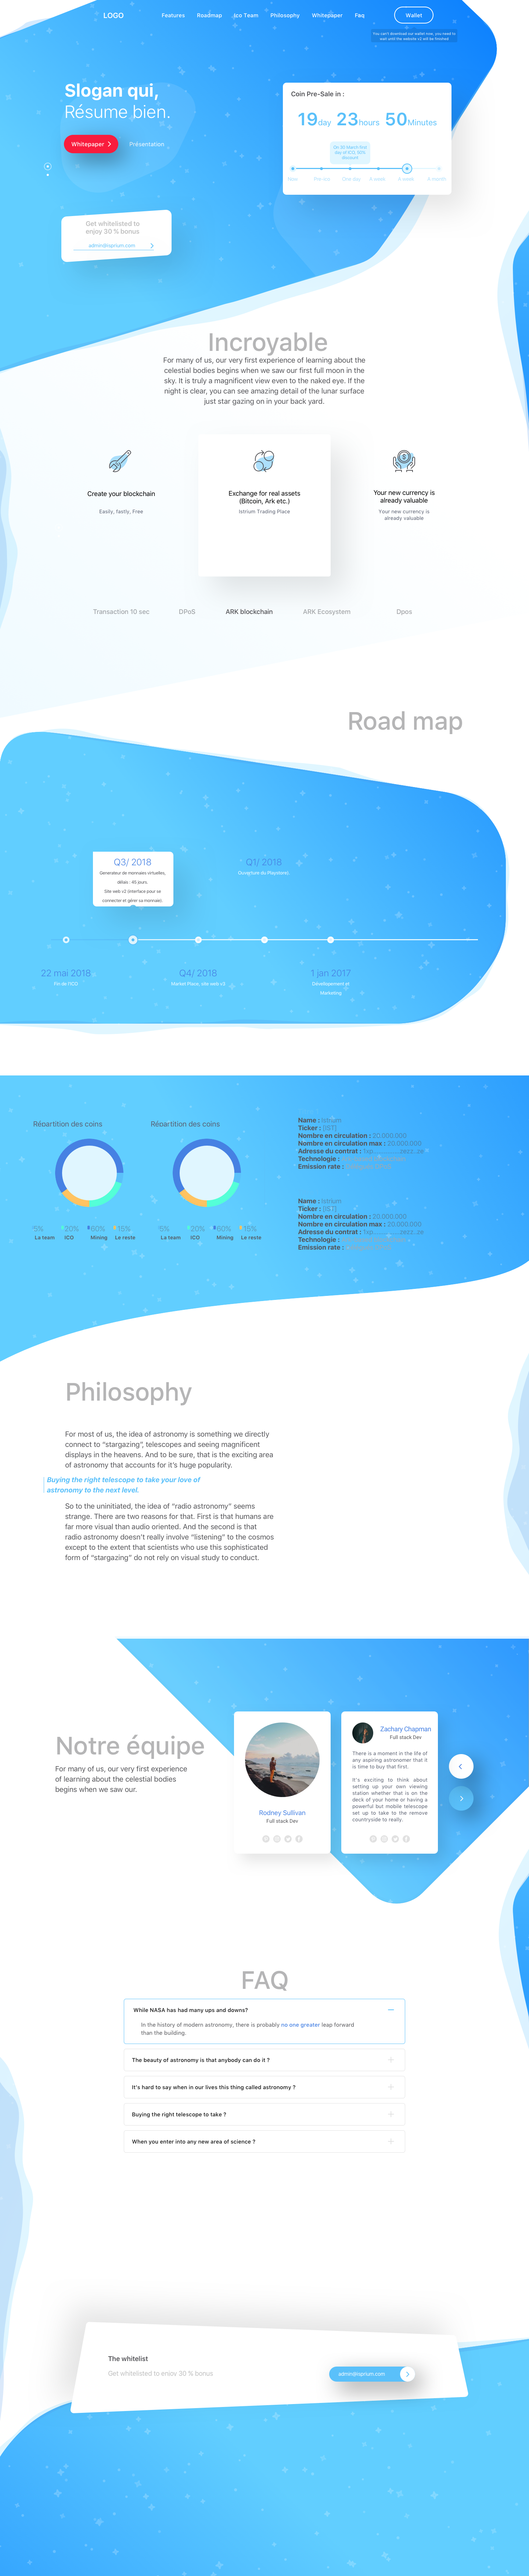 LOGO
Features Roadmap Ico Team Philosophy Whitepaper Faq
Wallet
You can't download our wallet now, you need to
wait until the website v2 will be finished
Slogan qui,
Résume bien.
Whitepaper
Présentation
Coin Pre-Sale in :
19day 23hours 50Minutes
Get whitelisted to
enjoy 30 % bonus
admin@isprium.com
Incroyable
For many of us, our very first experience of learning about the
celestial bodies begins when we saw our first full moon in the
sky. It is truly a magnificent view even to the naked eye. If the
night is clear, you can see amazing detail of the lunar surface
just star gazing on in your back yard.
Create your blockchain
Easily, fastly, Free
Exchange for real assets
(Bitcoin, Ark etc.)
Istrium Trading Place
Your new currency is
already valuable
Your new currency is
already valuable
Transaction 10 sec DPoS ARK blockchain ARK Ecosystem Dpos
Road map
Q3/ 2018
Generateur de monnaies virtuelles,
délais : 45 jours.
Site web v2 (interface pour se
connecter et gérer sa monnaie).
Q1/ 2018
22 mai 2018
Fin de l'ICO
Q4/ 2018
Market Place, site web v3
1 jan 2017
Développement et
Marketing
Répartition des coins
5% 20% 60% 15%
La team ICO Mining Le reste
Répartition des coins
5% 20% 60% 15%
La team ICO Mining Le reste
Name : Istrium
Ticker : [IST]
Nombre en circulation : 20,000,000
Nombre en circulation max : 20,000,000
Adresse du contrat :
Technologie :
Emission rate :
Name : Istrium
Ticker : [IST]
Nombre en circulation : 20,000,000
Nombre en circulation max : 20,000,000
Adresse du contrat :
Technologie :
Emission rate :
Philosophy
For most of us, the idea of astronomy is something we directly
connect to “stargazing”, telescopes and seeing magnificent
displays in the heavens. And to be sure, that is the exciting area
of astronomy that accounts for it's huge popularity.
Buying the right telescope to take your love of
astronomy to the next level.
So to the uninitiated, the idea of “radio astronomy” seems
strange. There are two reasons for that. First is that humans are
far more visual than audio oriented. And the second is that
radio astronomy doesn't really involve “listening” to the cosmos
except to the extent that scientists who use this sophisticated
form of “stargazing” do not rely on visual study to conduct.
Notre équipe
For many of us, our very first experience
of learning about the celestial bodies
begins when we saw our.
Rodney Sullivan
Full stack Dev
Zachary Chapman
Full stack Dev
There is a moment in the life of
any aspiring astronomer that it
is time to buy that first.
It's exciting to think about
setting up your own viewing
station whether that is on the
deck of your home or having a
powerful but mobile telescope
set up to take to the remove
countryside to really.
FAQ
While NASA has had many ups and downs?
In the history of modern astronomy, there is probably no one greater leap forward
than the building.
The beauty of astronomy is that anybody can do it ?
It's hard to say when in our lives this thing called astronomy ?
Buying the right telescope to take ?
When you enter into any new area of science ?
The whitelist
Get whitelisted to enjoy 30 % bonus
admin@isprium.com